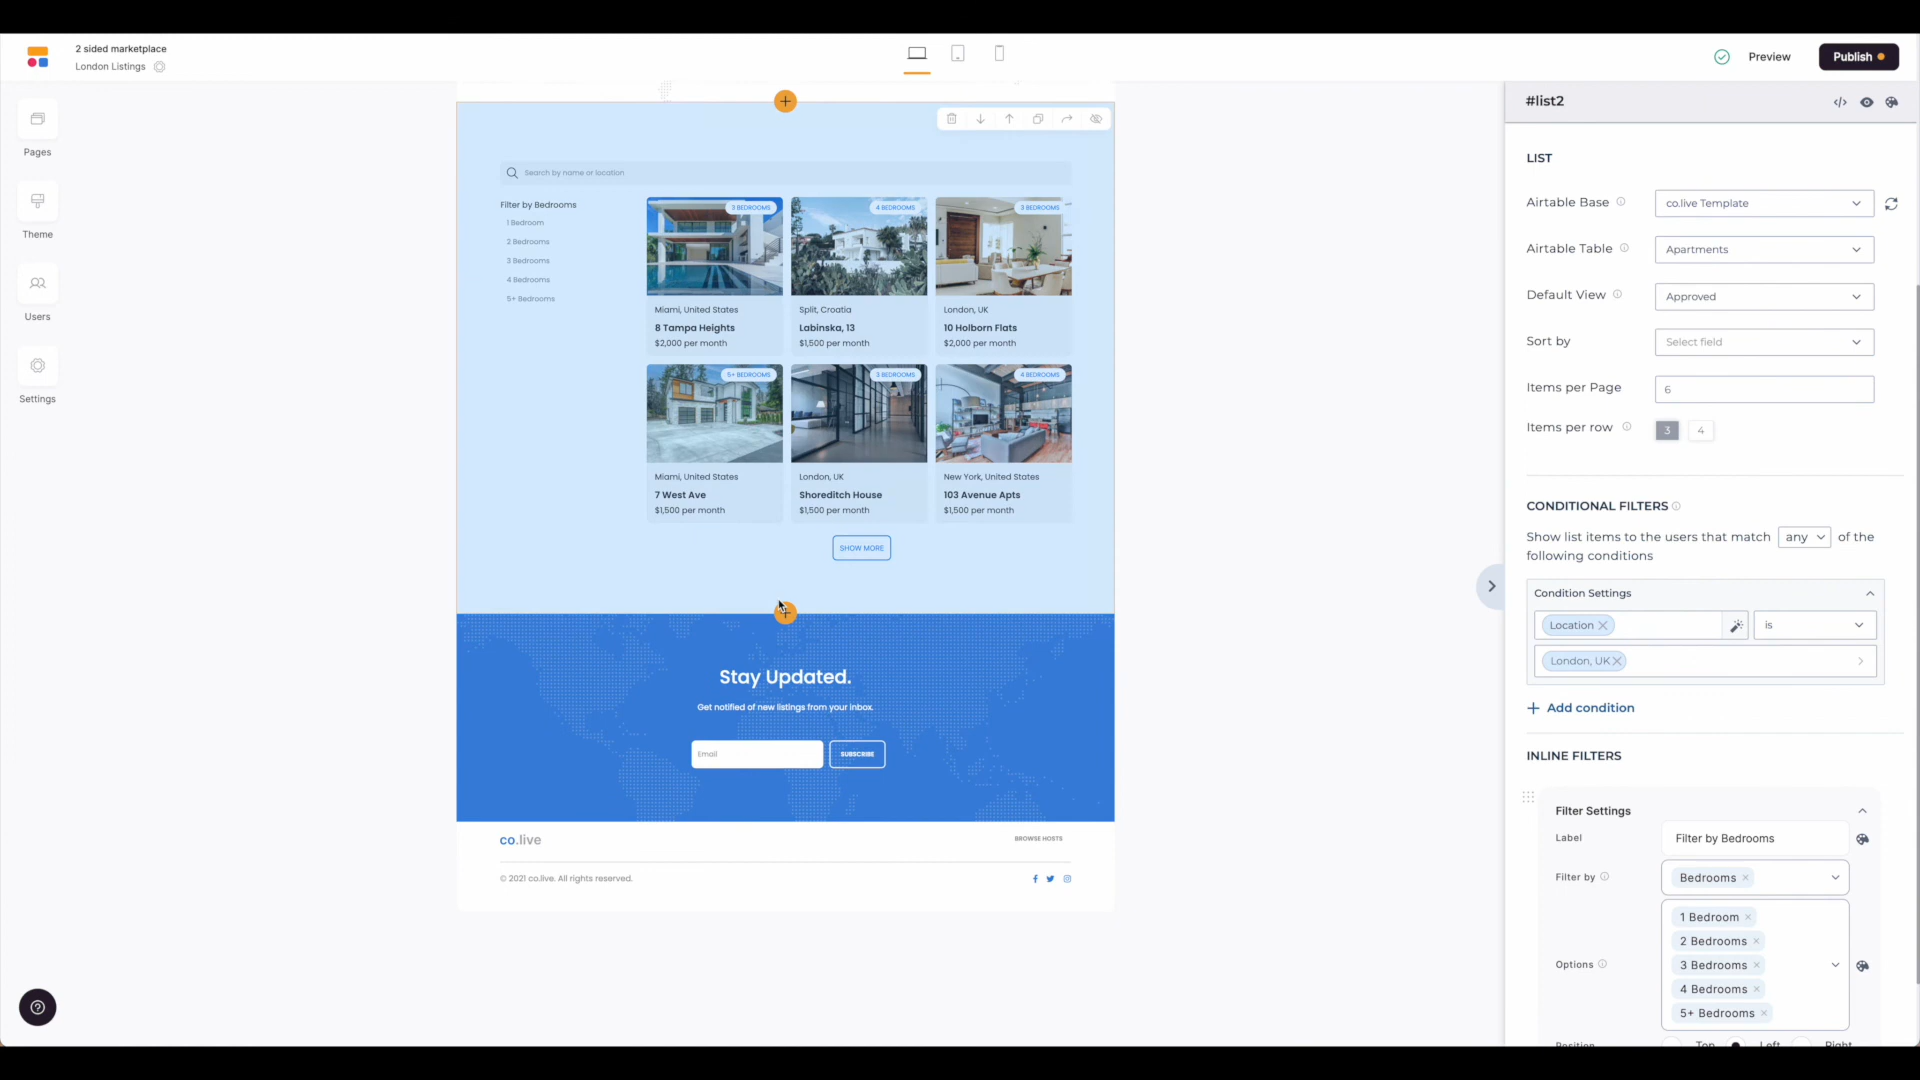 2 sided marketplace
London Listings
Preview
Publish
Pages
Theme
Users
Settings
Search by name or location
Filter by Bedrooms
1 Bedroom
2 Bedrooms
3 Bedrooms
4 Bedrooms
5+ Bedrooms
3 BEDROOMS
Miami, United States
8 Tampa Heights
$2,000 per month
4 BEDROOMS
Split, Croatia
Labinska, 13
$1,500 per month
3 BEDROOMS
London, UK
10 Holborn Flats
$2,000 per month
5+ BEDROOMS
Miami, United States
7 West Ave
$1,500 per month
3 BEDROOMS
London, UK
Shoreditch House
$1,500 per month
4 BEDROOMS
New York, United States
103 Avenue Apts
$1,500 per month
SHOW MORE
Stay Updated.
Get notified of new listings from your inbox.
Email
SUBSCRIBE
co.live
BROWSE HOSTS
© 2021 co.live. All rights reserved.
#list2
LIST
Airtable Base
co.live Template
Airtable Table
Apartments
Default View
Approved
Sort by
Select field
Items per Page
6
Items per row
3
4
CONDITIONAL FILTERS
Show list items to the users that match any of the
following conditions
Condition Settings
Location
is
London, UK
Add condition
INLINE FILTERS
Filter Settings
Label
Filter by Bedrooms
Filter by
Bedrooms
Options
1 Bedroom
2 Bedrooms
3 Bedrooms
4 Bedrooms
5+ Bedrooms
Position
Top
Left
Right